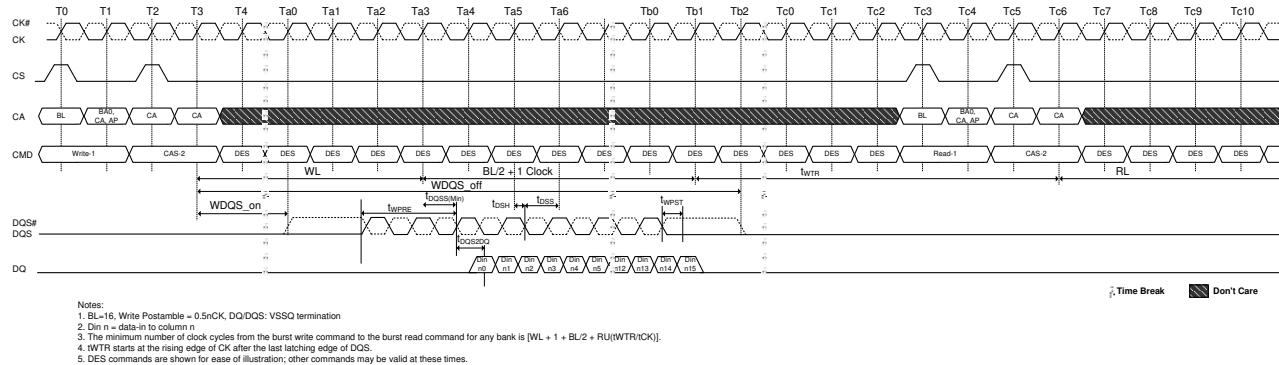 T0 T1 T2 T3 T4 Ta0 Ta1 Ta2 Ta3 Ta4 Ta5 Ta6 Tb0 Tb1 Tb2 Tc0 Tc1 Tc2 Tc3 Tc4 Tc5 Tc6 Tc7 Tc8 Tc9 Tc10
CK#
CK
CS
CA BL BA0, CA, AP CA CA BL BA0, CA, AP CA CA
CMD Write-1 CAS-2 DES DES DES DES DES DES DES DES DES DES DES DES DES DES DES Read-1 CAS-2 DES DES DES DES
WL BL/2 + 1 Clock tWTR RL
WDQS_off
WDQS_on tWPRE tDQSS(Min) tDSH tDSS tWPST
DQS#
DQS
tDQS2DQ
DQ Din n0 Din n1 Din n2 Din n3 Din n4 Din n5 Din n12 Din n13 Din n14 Din n15
Time Break Don't Care
Notes:
1. BL=16, Write Postamble = 0.5nCK, DQ/DQS: VSSQ termination
2. Din n = data-in to column n
3. The minimum number of clock cycles from the burst write command to the burst read command for any bank is [WL + 1 + BL/2 + RU(tWTR/tCK)].
4. tWTR starts at the rising edge of CK after the last latching edge of DQS.
5. DES commands are shown for ease of illustration; other commands may be valid at these times.